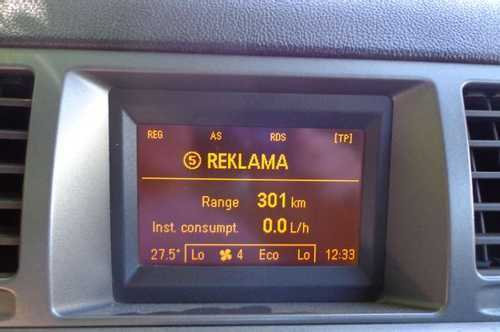 REG AS RDS [TP]
⑤ REKLAMA
Range 301 km
Inst. consumpt. 0.0 L/h
27.5° Lo 4 Eco Lo 12:33